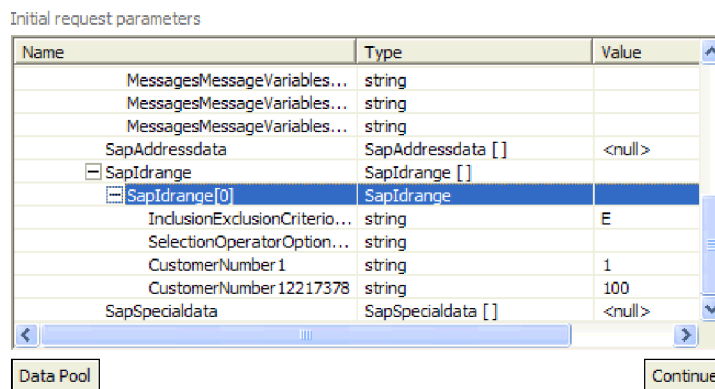 Initial request parameters
Name Type Value
MessagesMessageVariables... string
MessagesMessageVariables... string
MessagesMessageVariables... string
SapAddressdata SapAddressdata [] <null>
SapIdrange SapIdrange []
SapIdrange[0] SapIdrange
InclusionExclusionCriterio... string E
SelectionOperatorOption... string
CustomerNumber1 string 1
CustomerNumber12217378 string 100
SapSpecialdata SapSpecialdata [] <null>
Data Pool Continue